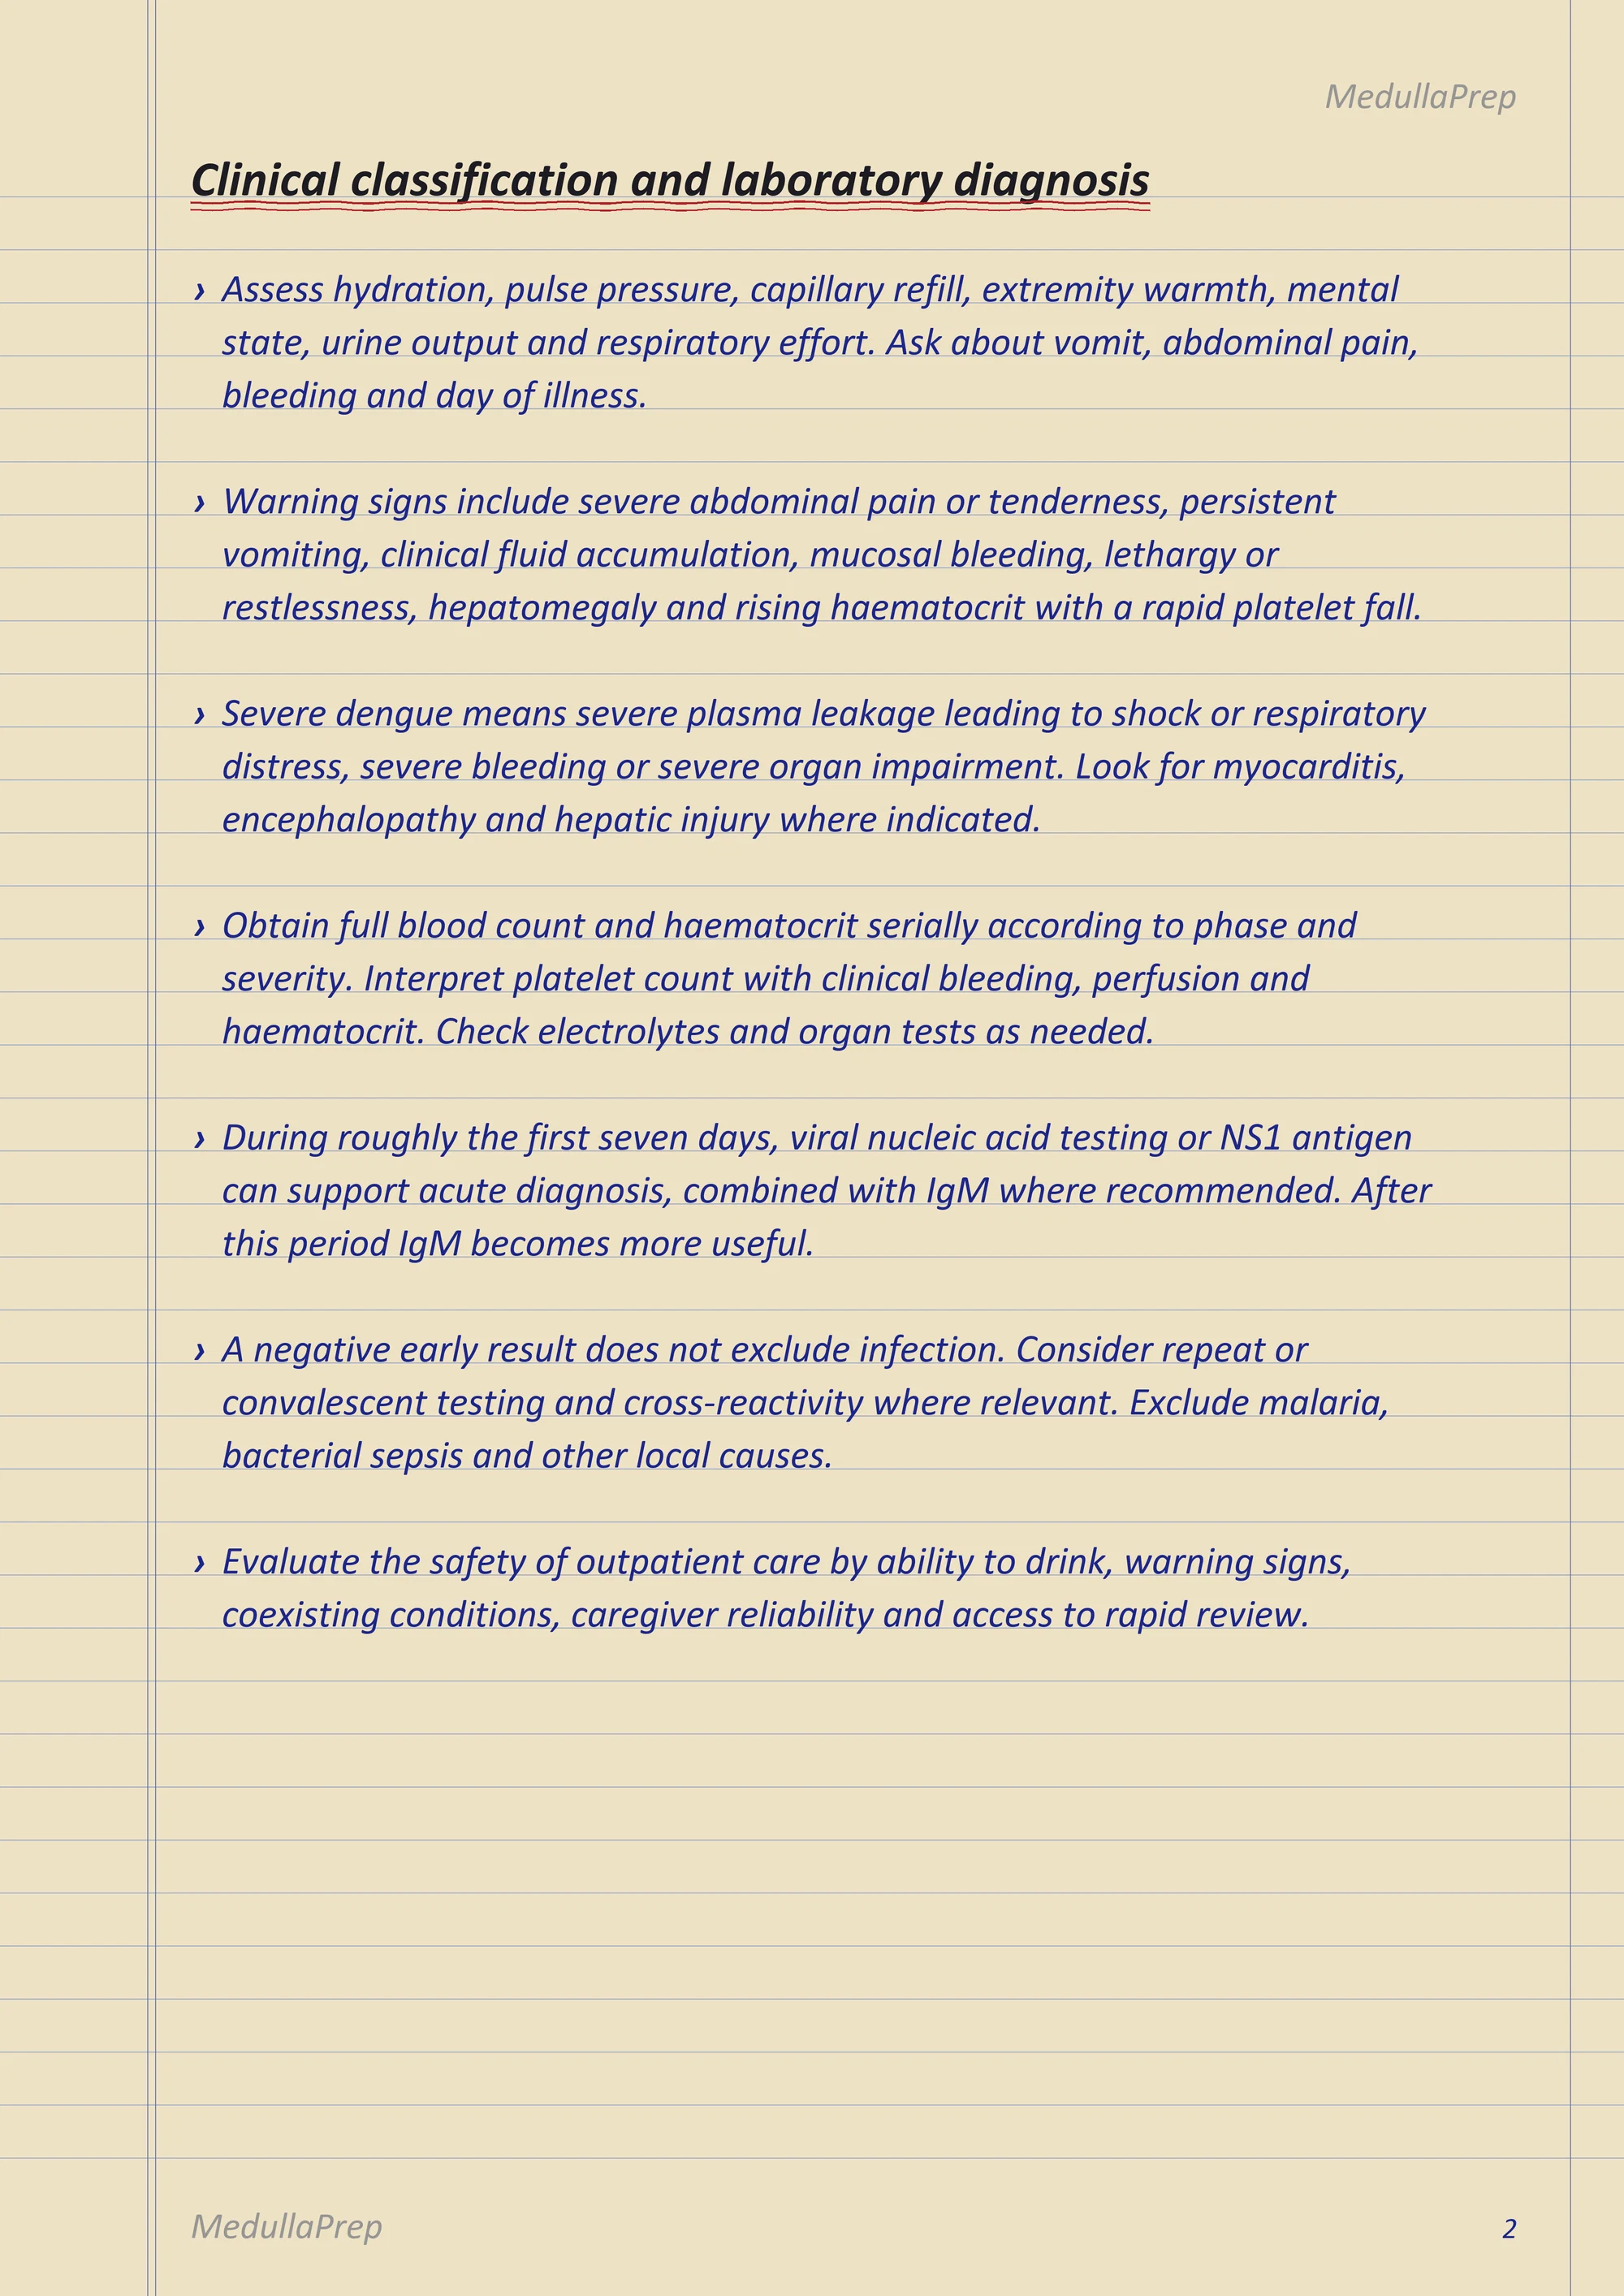 MedullaPrep
Clinical classification and laboratory diagnosis
› Assess hydration, pulse pressure, capillary refill, extremity warmth, mental
state, urine output and respiratory effort. Ask about vomit, abdominal pain,
bleeding and day of illness.
› Warning signs include severe abdominal pain or tenderness, persistent
vomiting, clinical fluid accumulation, mucosal bleeding, lethargy or
restlessness, hepatomegaly and rising haematocrit with a rapid platelet fall.
› Severe dengue means severe plasma leakage leading to shock or respiratory
distress, severe bleeding or severe organ impairment. Look for myocarditis,
encephalopathy and hepatic injury where indicated.
› Obtain full blood count and haematocrit serially according to phase and
severity. Interpret platelet count with clinical bleeding, perfusion and
haematocrit. Check electrolytes and organ tests as needed.
› During roughly the first seven days, viral nucleic acid testing or NS1 antigen
can support acute diagnosis, combined with IgM where recommended. After
this period IgM becomes more useful.
› A negative early result does not exclude infection. Consider repeat or
convalescent testing and cross-reactivity where relevant. Exclude malaria,
bacterial sepsis and other local causes.
› Evaluate the safety of outpatient care by ability to drink, warning signs,
coexisting conditions, caregiver reliability and access to rapid review.
MedullaPrep
2